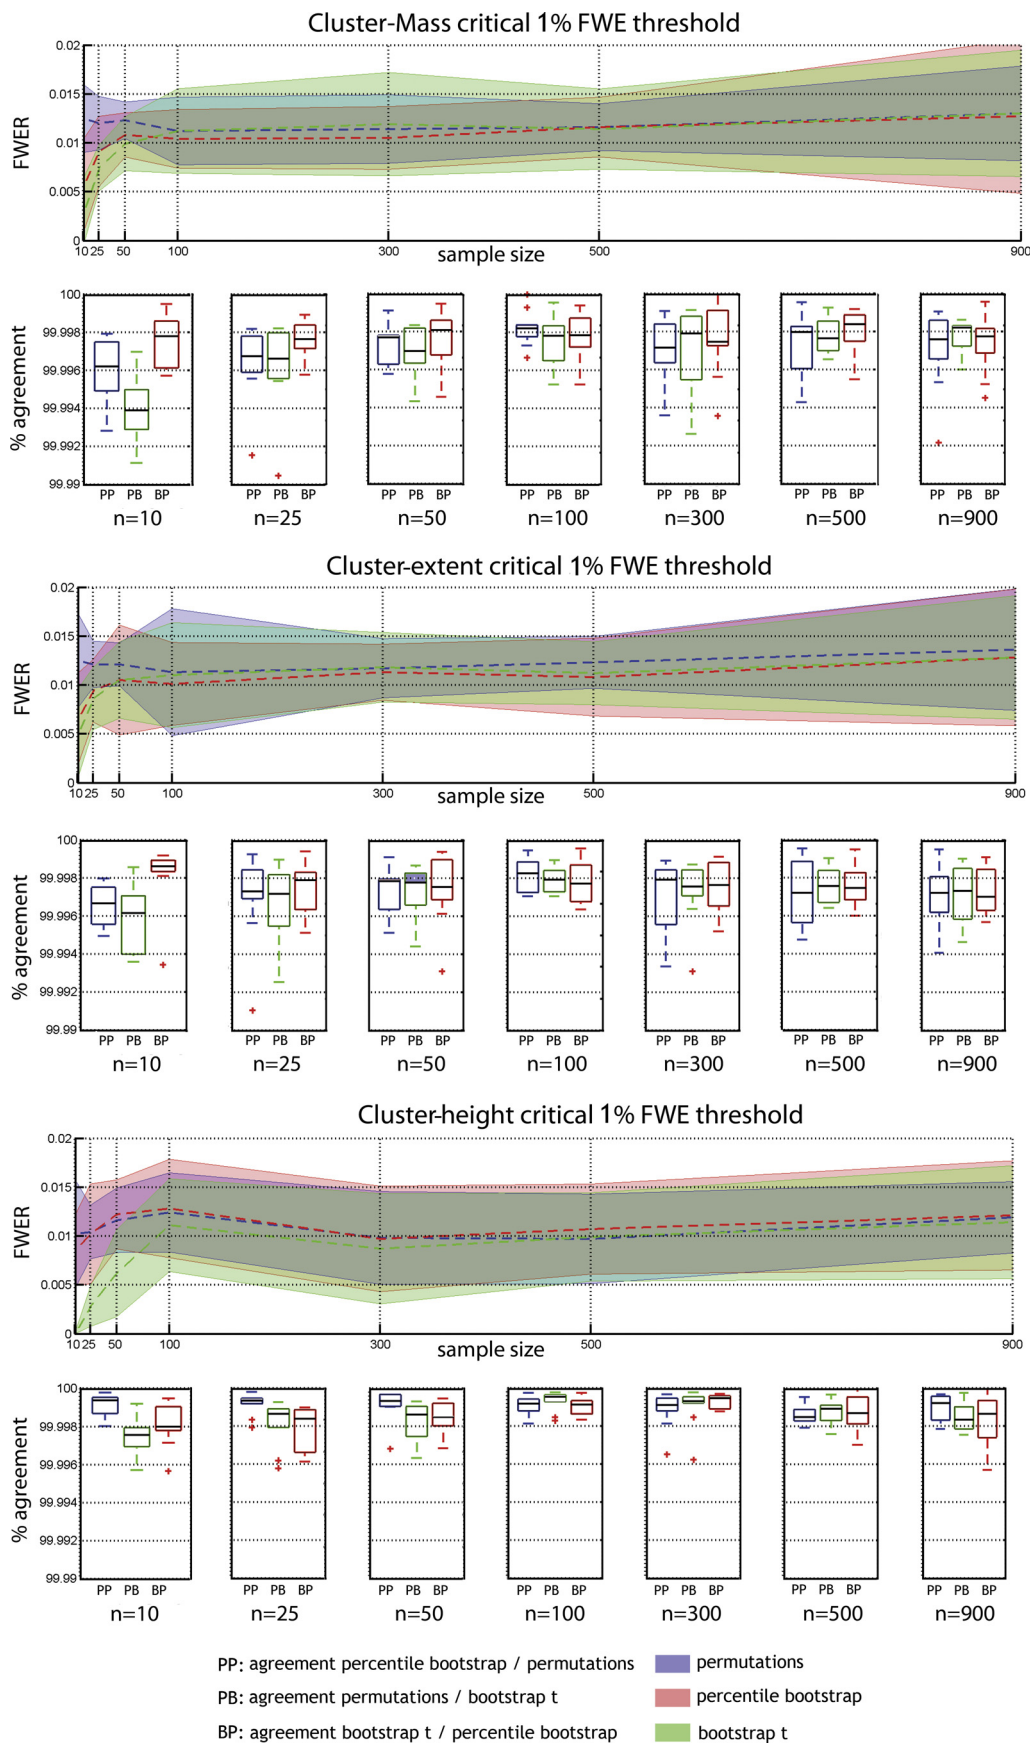 Cluster-Mass critical 1% FWE threshold
0.02
0.015
0.01
0.005
0
FWER
10 25 50 100 300 500 900
sample size
100
99.998
99.996
99.994
99.992
99.99
% agreement
PP PB BP PP PB BP PP PB BP PP PB BP PP PB BP PP PB BP PP PB BP
n=10 n=25 n=50 n=100 n=300 n=500 n=900
Cluster-extent critical 1% FWE threshold
0.02
0.015
0.01
0.005
0
FWER
10 25 50 100 300 500 900
sample size
100
99.998
99.996
99.994
99.992
99.99
% agreement
PP PB BP PP PB BP PP PB BP PP PB BP PP PB BP PP PB BP PP PB BP
n=10 n=25 n=50 n=100 n=300 n=500 n=900
Cluster-height critical 1% FWE threshold
0.02
0.015
0.01
0.005
0
FWER
10 25 50 100 300 500 900
sample size
100
99.998
99.996
99.994
99.992
99.99
% agreement
PP PB BP PP PB BP PP PB BP PP PB BP PP PB BP PP PB BP PP PB BP
n=10 n=25 n=50 n=100 n=300 n=500 n=900
PP: agreement percentile bootstrap / permutations permutations
PB: agreement permutations / bootstrap t percentile bootstrap
BP: agreement bootstrap t / percentile bootstrap bootstrap t